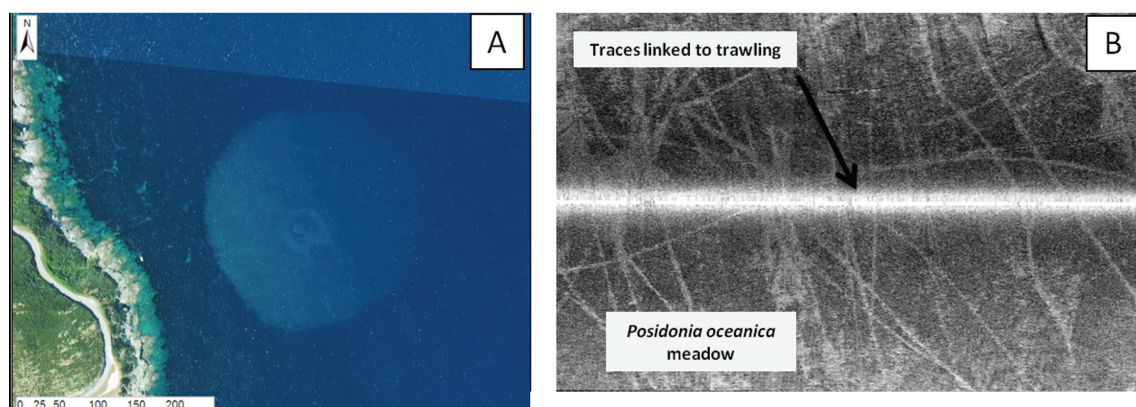 N
A
0 25 50 100 150 200
Traces linked to trawling
B
Posidonia oceanica
meadow